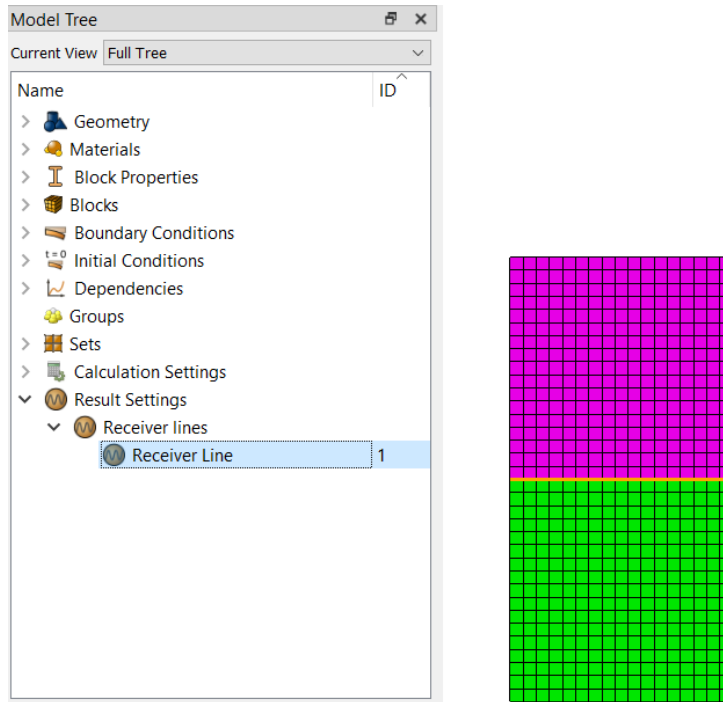 Model Tree
Current View Full Tree
Name ID
Geometry
Materials
Block Properties
Blocks
Boundary Conditions
t = 0 Initial Conditions
Dependencies
Groups
Sets
Calculation Settings
Result Settings
Receiver lines
Receiver Line 1